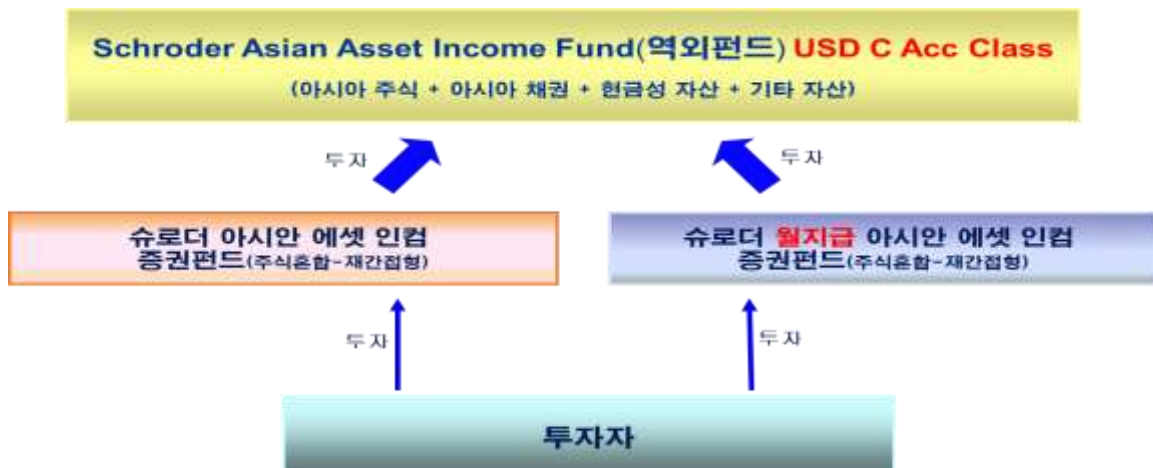 Schroder Asian Asset Income Fund(역외펀드) USD C Acc Class
(아시아 주식 + 아시아 채권 + 현금성 자산 + 기타 자산)
투자
투자
슈로더 아시안 에셋 인컴
증권펀드(주식혼합-재간접형)
슈로더 월지급 아시안 에셋 인컴
증권펀드(주식혼합-재간접형)
투자
투자
투자자